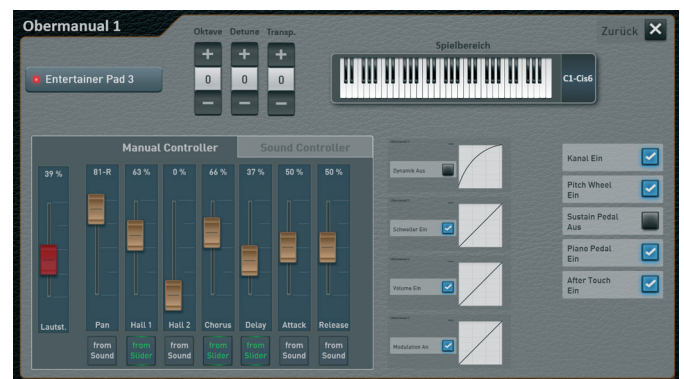 Obermanual 1
Oktave Detune Transp.
Zurück
Spielbereich
Entertainer Pad 3
+ + +
0 0 0
− − −
C1-Cis6
Manual Controller
Sound Controller
39 % 81-R 63 % 0 % 66 % 37 % 50 % 50 %
Lautst. Pan Hall 1 Hall 2 Chorus Delay Attack Release
from from from from from from from
Sound Slider Sound Slider Slider Sound Sound
Dynamik Aus
Schweller Ein
Volume Ein
Modulation An
Kanal Ein
Pitch Wheel
Ein
Sustain Pedal
Aus
Piano Pedal
Ein
After Touch
Ein